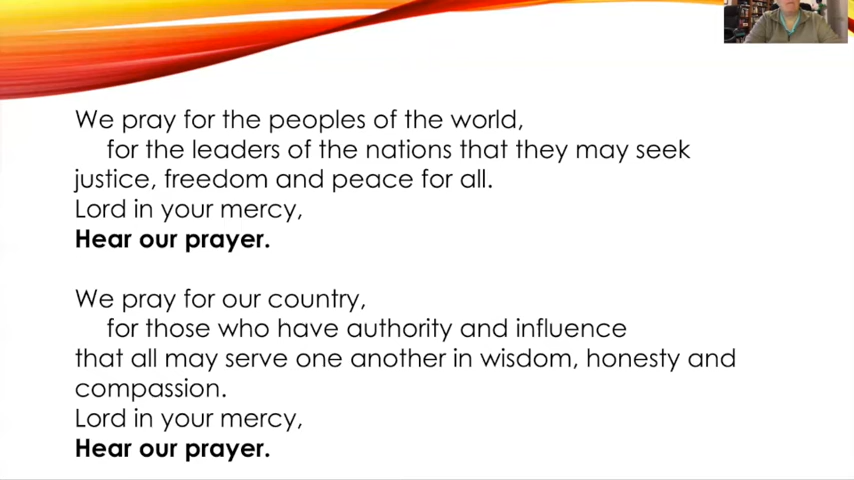 We pray for the peoples of the world,
for the leaders of the nations that they may seek
justice, freedom and peace for all.
Lord in your mercy,
Hear our prayer.
We pray for our country,
for those who have authority and influence
that all may serve one another in wisdom, honesty and
compassion.
Lord in your mercy,
Hear our prayer.